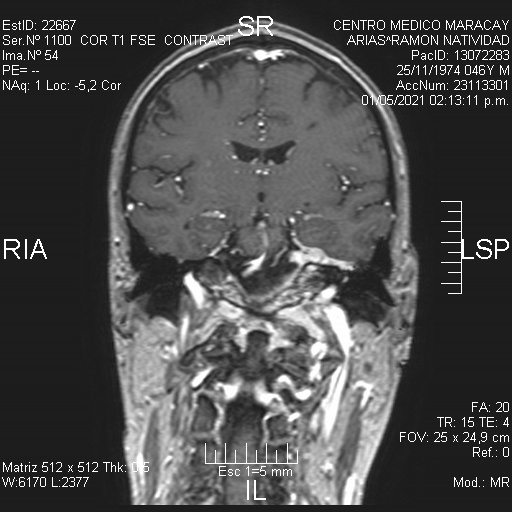 EstID: 22667
Ser.Nº 1100 COR T1 FSE CONTRAST
Ima.Nº 54
PE= --
NAq: 1 Loc: -5,2 Cor
SR
CENTRO MEDICO MARACAY
ARIAS^RAMON NATIVIDAD
PacID: 13072283
25/11/1974 046Y M
AccNum: 23113301
01/05/2021 02:13:11 p.m.
RIA
LSP
FA: 20
TR: 15 TE: 4
FOV: 25 x 24,9 cm
Ref.: 0
Matriz 512 x 512 Thk: 0,5
W:6170 L:2377
Esc 1=5 mm
IL
Mod.: MR